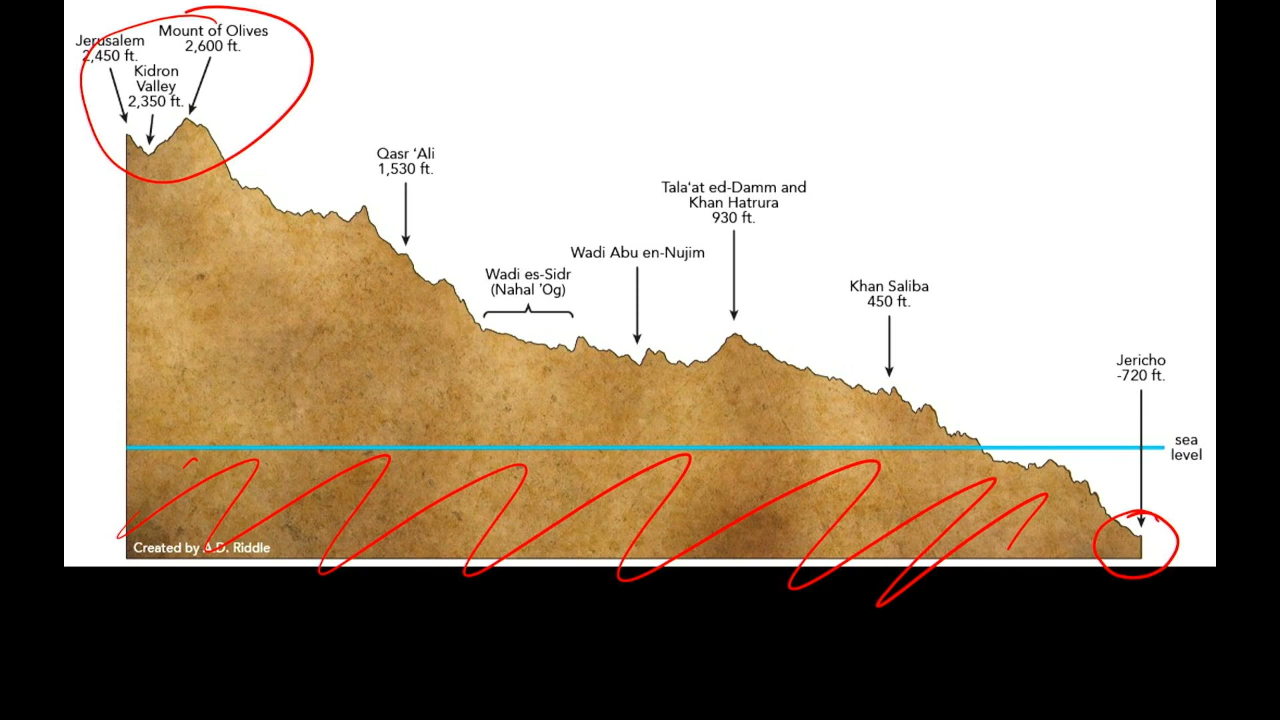 Jerusalem
2,450 ft.
Mount of Olives
2,600 ft.
Kidron
Valley
2,350 ft.
Qasr ‘Ali
1,530 ft.
Wadi es-Sidr
(Nahal ’Og)
Wadi Abu en-Nujim
Tala‘at ed-Damm and
Khan Hatrura
930 ft.
Khan Saliba
450 ft.
Jericho
-720 ft.
sea
level
Created by A.D. Riddle